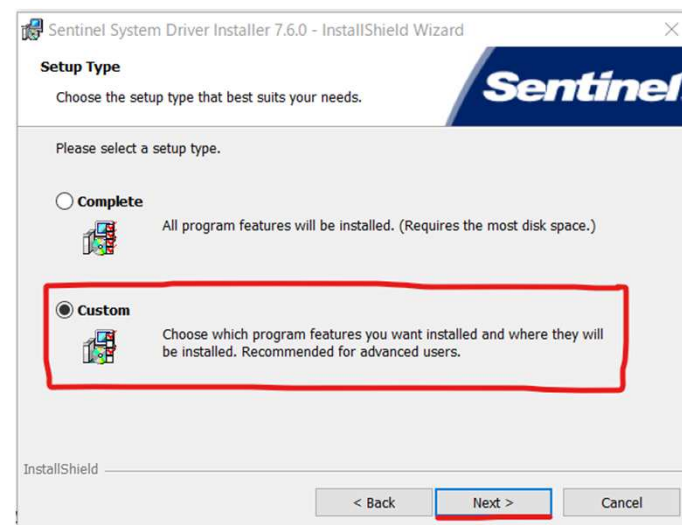 Sentinel System Driver Installer 7.6.0 - InstallShield Wizard
Setup Type
Choose the setup type that best suits your needs.
Sentinel
Please select a setup type.
Complete
All program features will be installed. (Requires the most disk space.)
Custom
Choose which program features you want installed and where they will
be installed. Recommended for advanced users.
InstallShield
< Back
Next >
Cancel